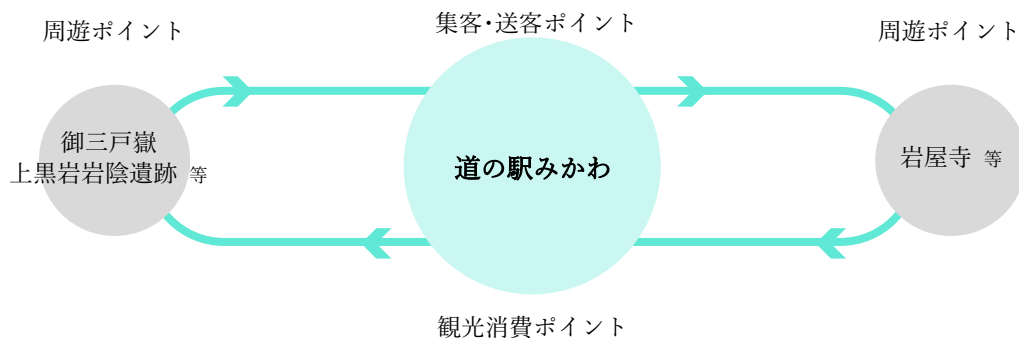 周遊ポイント
集客・送客ポイント
周遊ポイント
御三戸嶽
上黒岩岩陰遺跡 等
道の駅みかわ
岩屋寺 等
観光消費ポイント